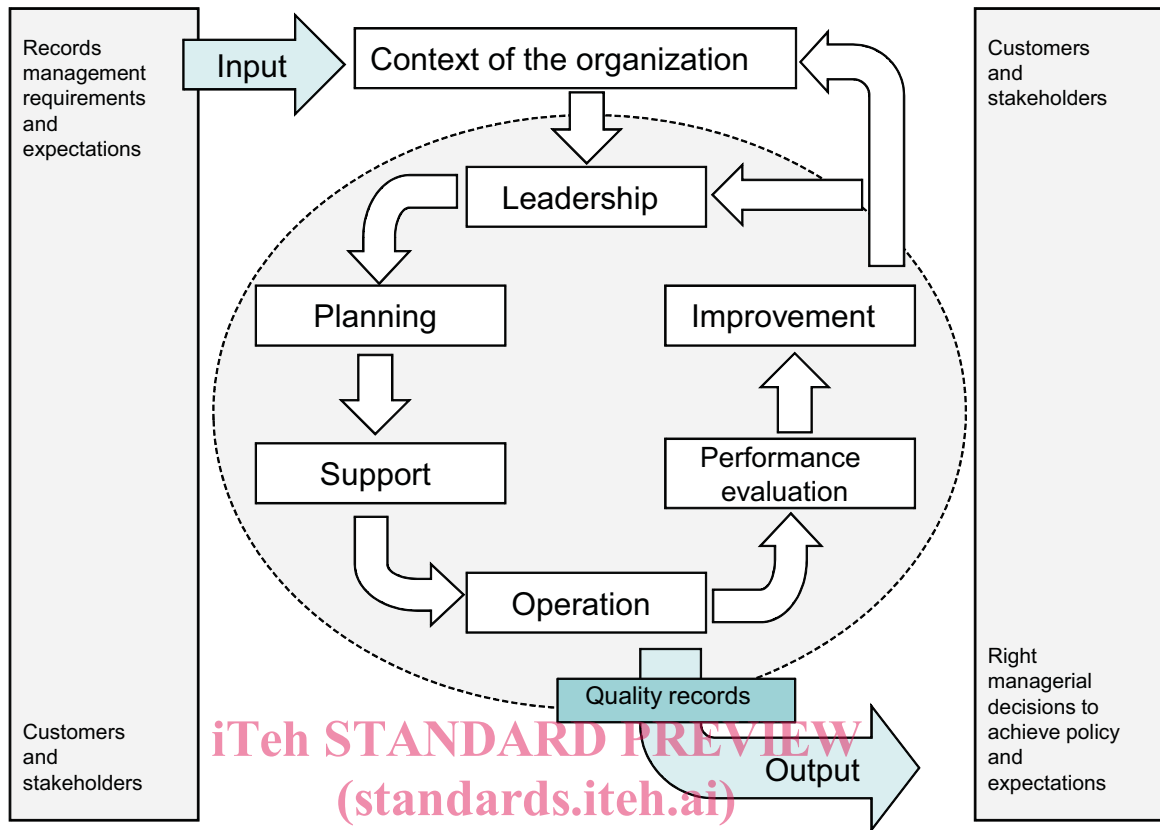 Records
management
requirements
and
expectations
Customers
and
stakeholders
Input
Context of the organization
Leadership
Planning
Support
Operation
Performance
evaluation
Improvement
Quality records
Output
Customers
and
stakeholders
Right
managerial
decisions to
achieve policy
and
expectations
iTeh STANDARD PREVIEW
(standards.iteh.ai)